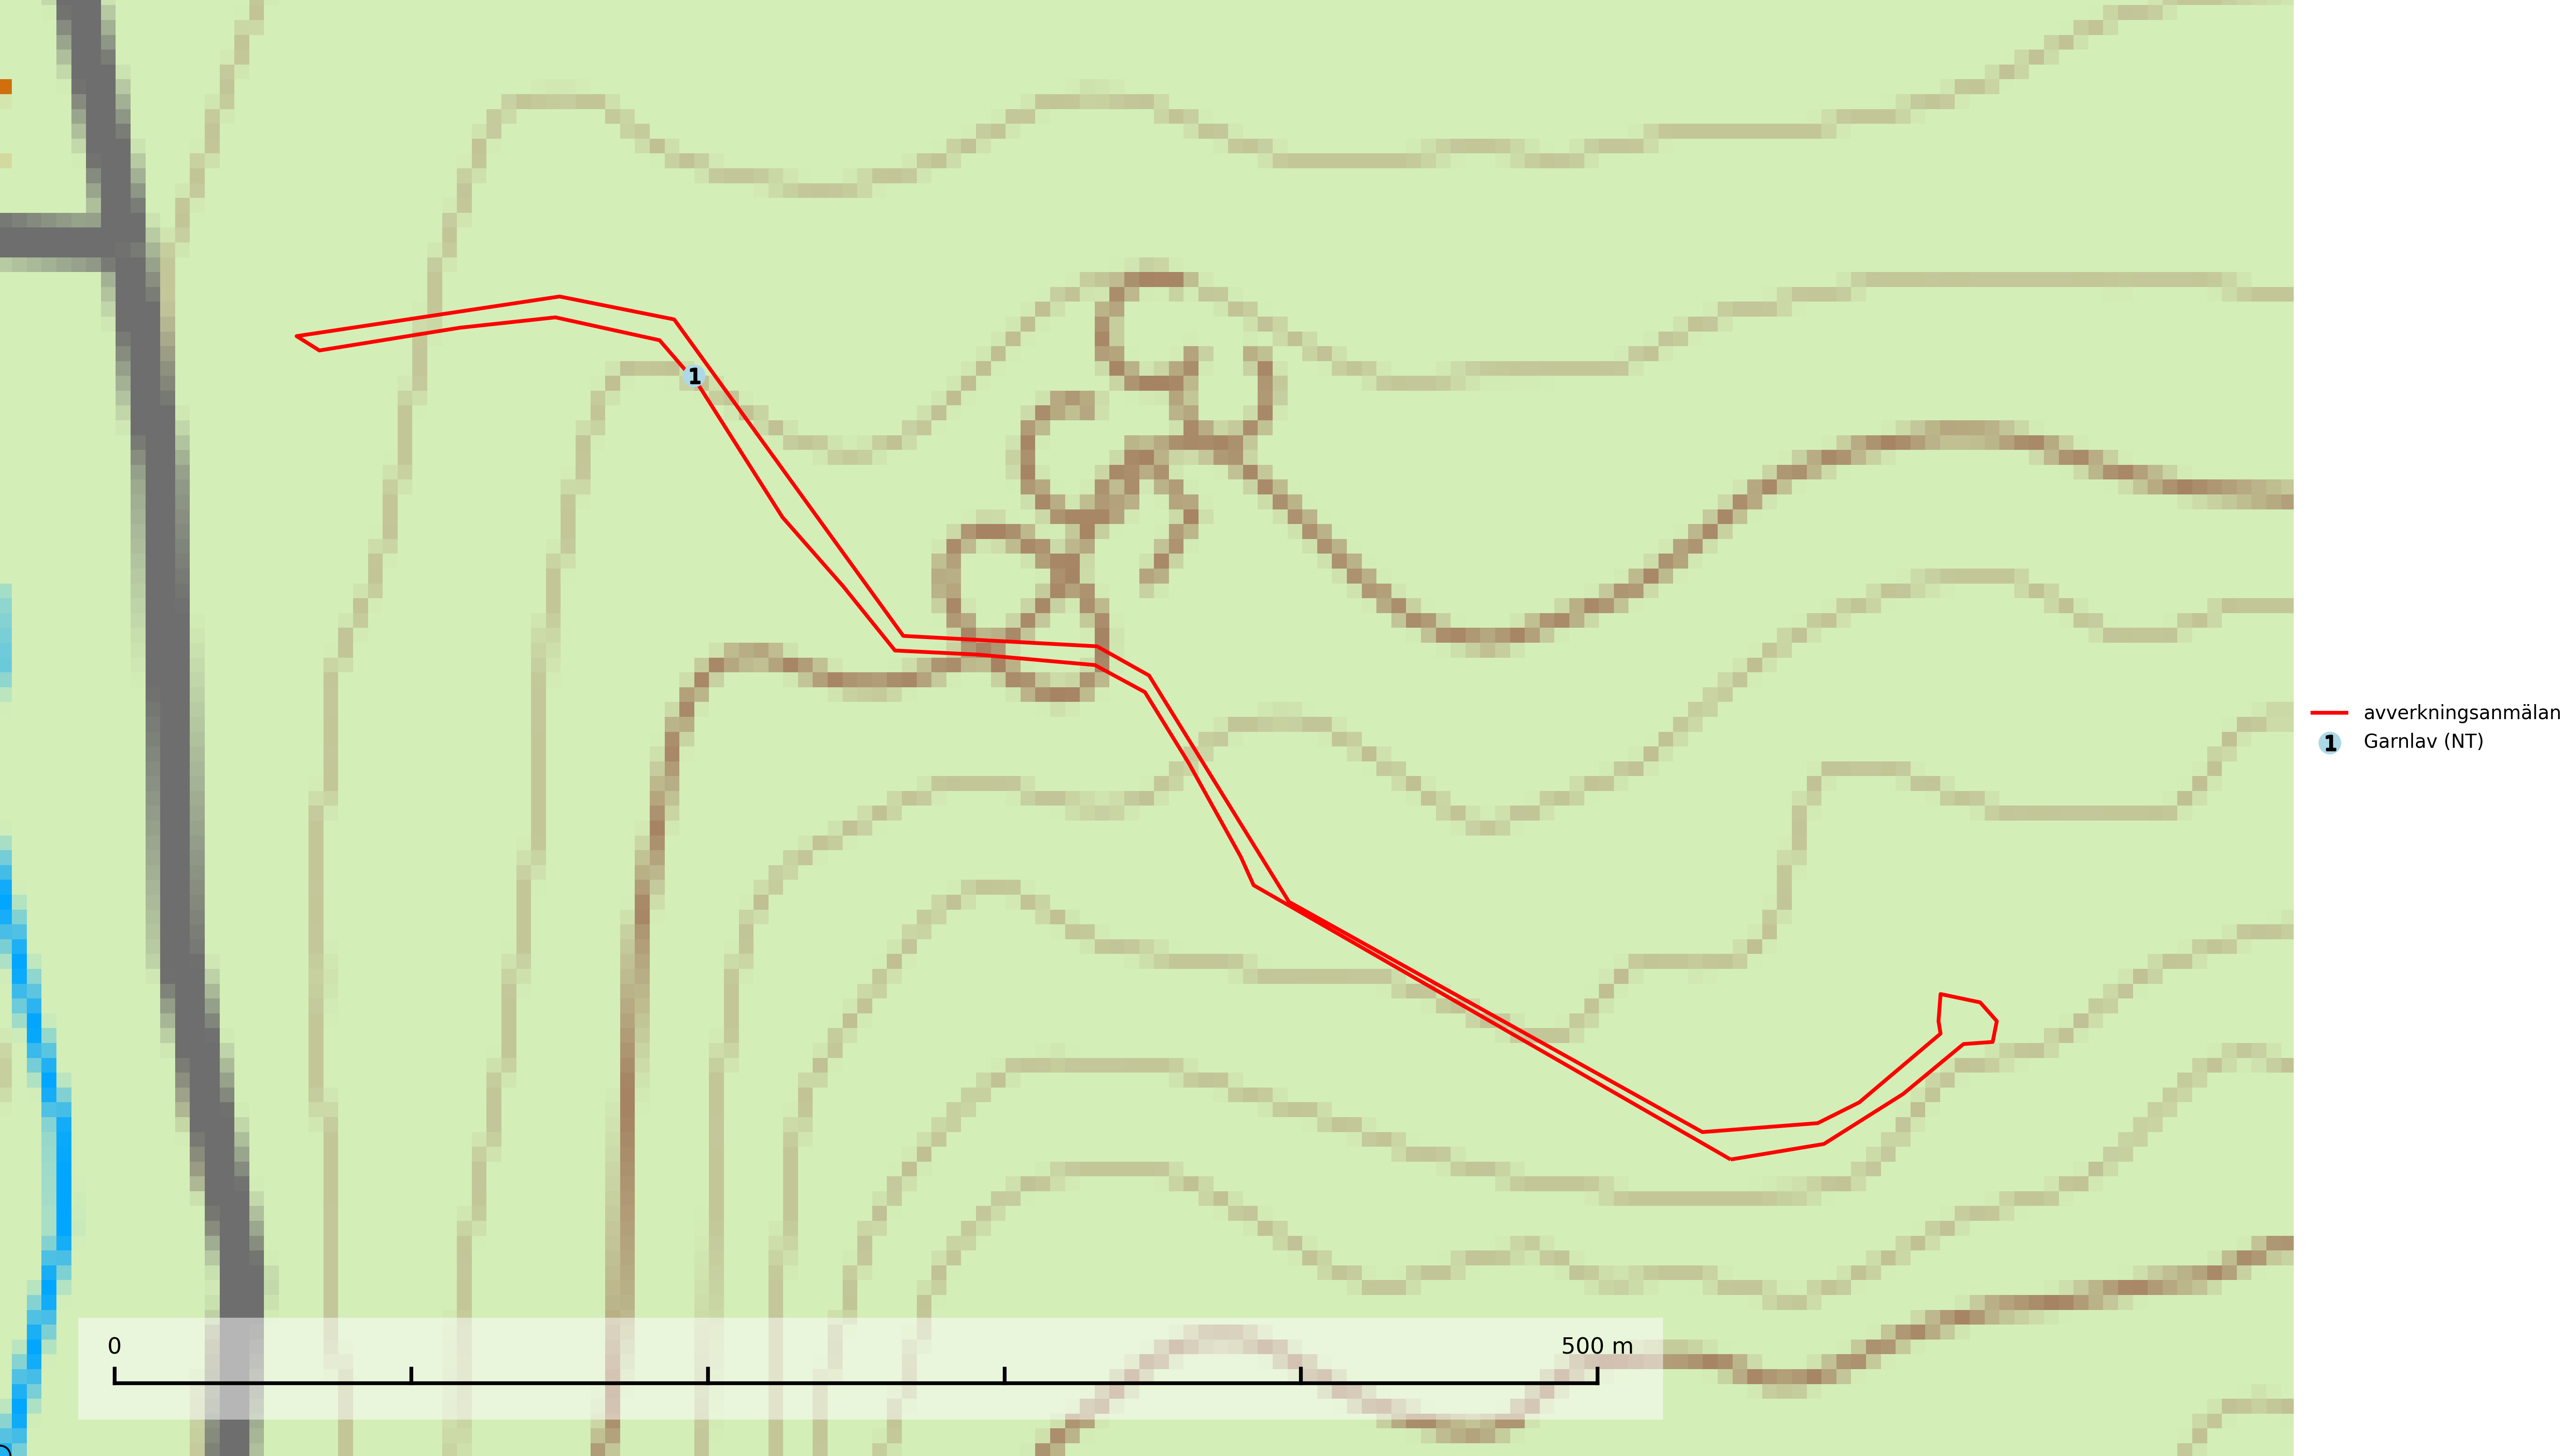 1
avverkningsanmälan
1 Garnlav (NT)
0 500 m